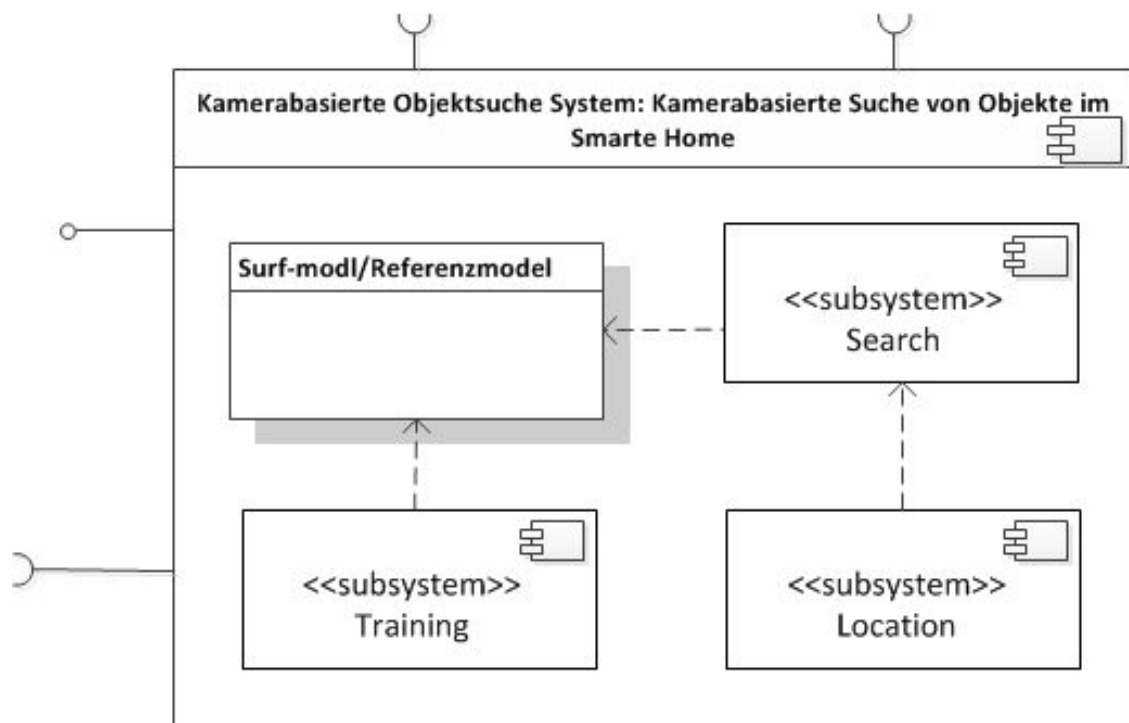 Kamerabasierte Objektsuche System: Kamerabasierte Suche von Objekte im
Smarte Home
Surf-modl/Referenzmodel
<<subsystem>>
Search
<<subsystem>>
Training
<<subsystem>>
Location